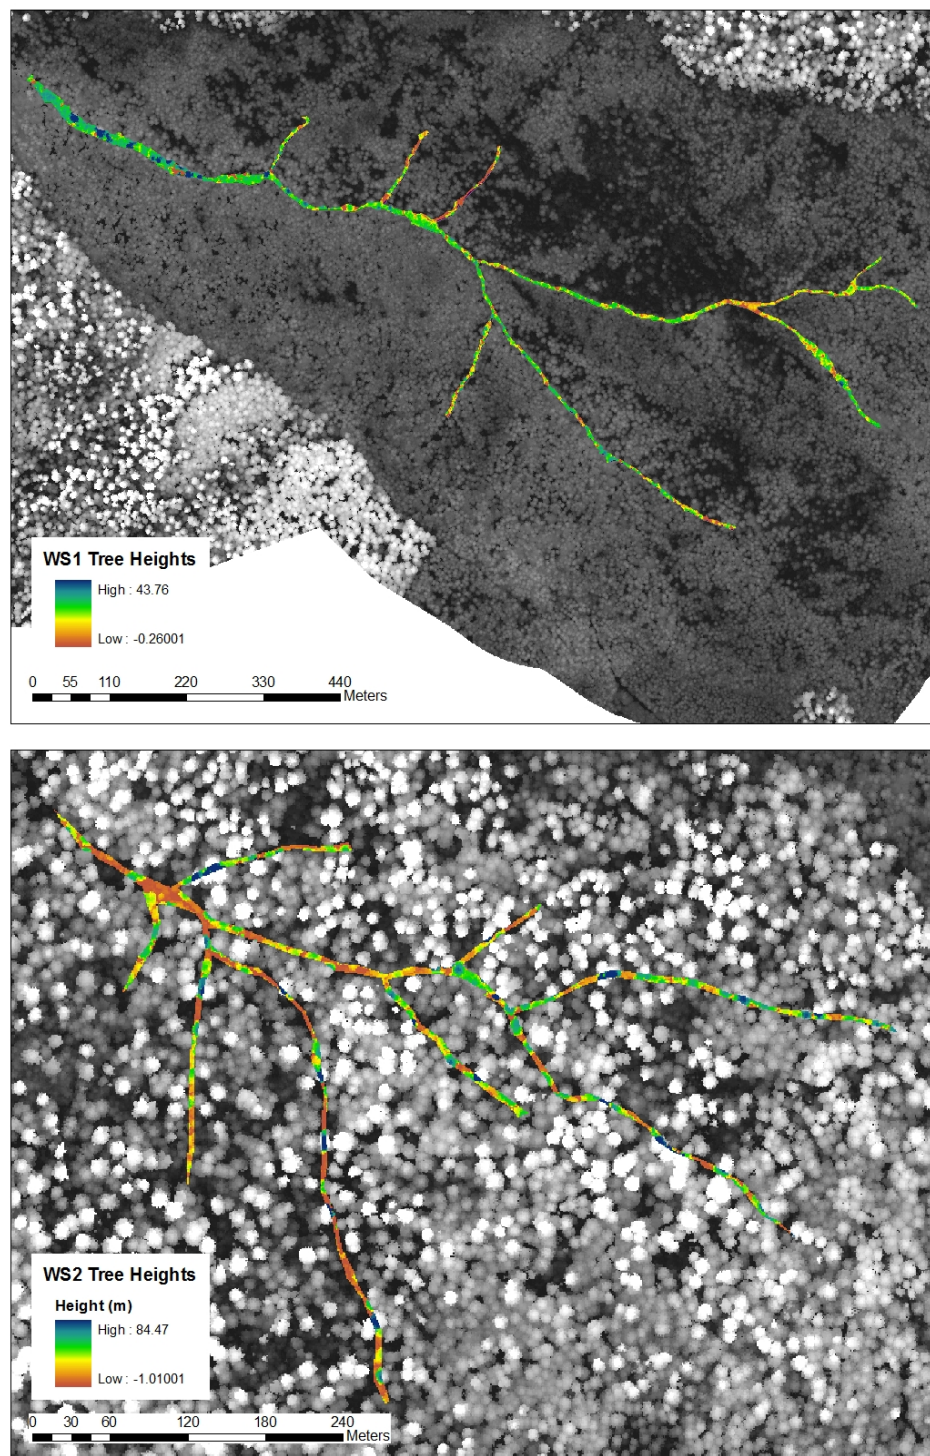 WS1 Tree Heights
High : 43.76
Low : -0.26001
0 55 110 220 330 440
Meters
WS2 Tree Heights
Height (m)
High : 84.47
Low : -1.01001
0 30 60 120 180 240
Meters